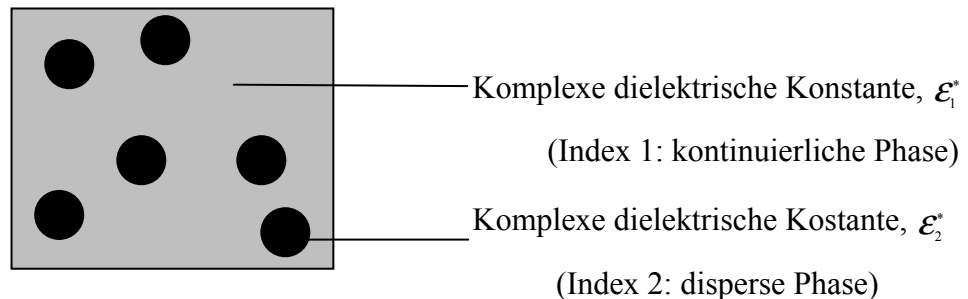 Komplexe dielektrische Konstante, ε₁*
(Index 1: kontinuierliche Phase)
Komplexe dielektrische Kostante, ε₂*
(Index 2: disperse Phase)